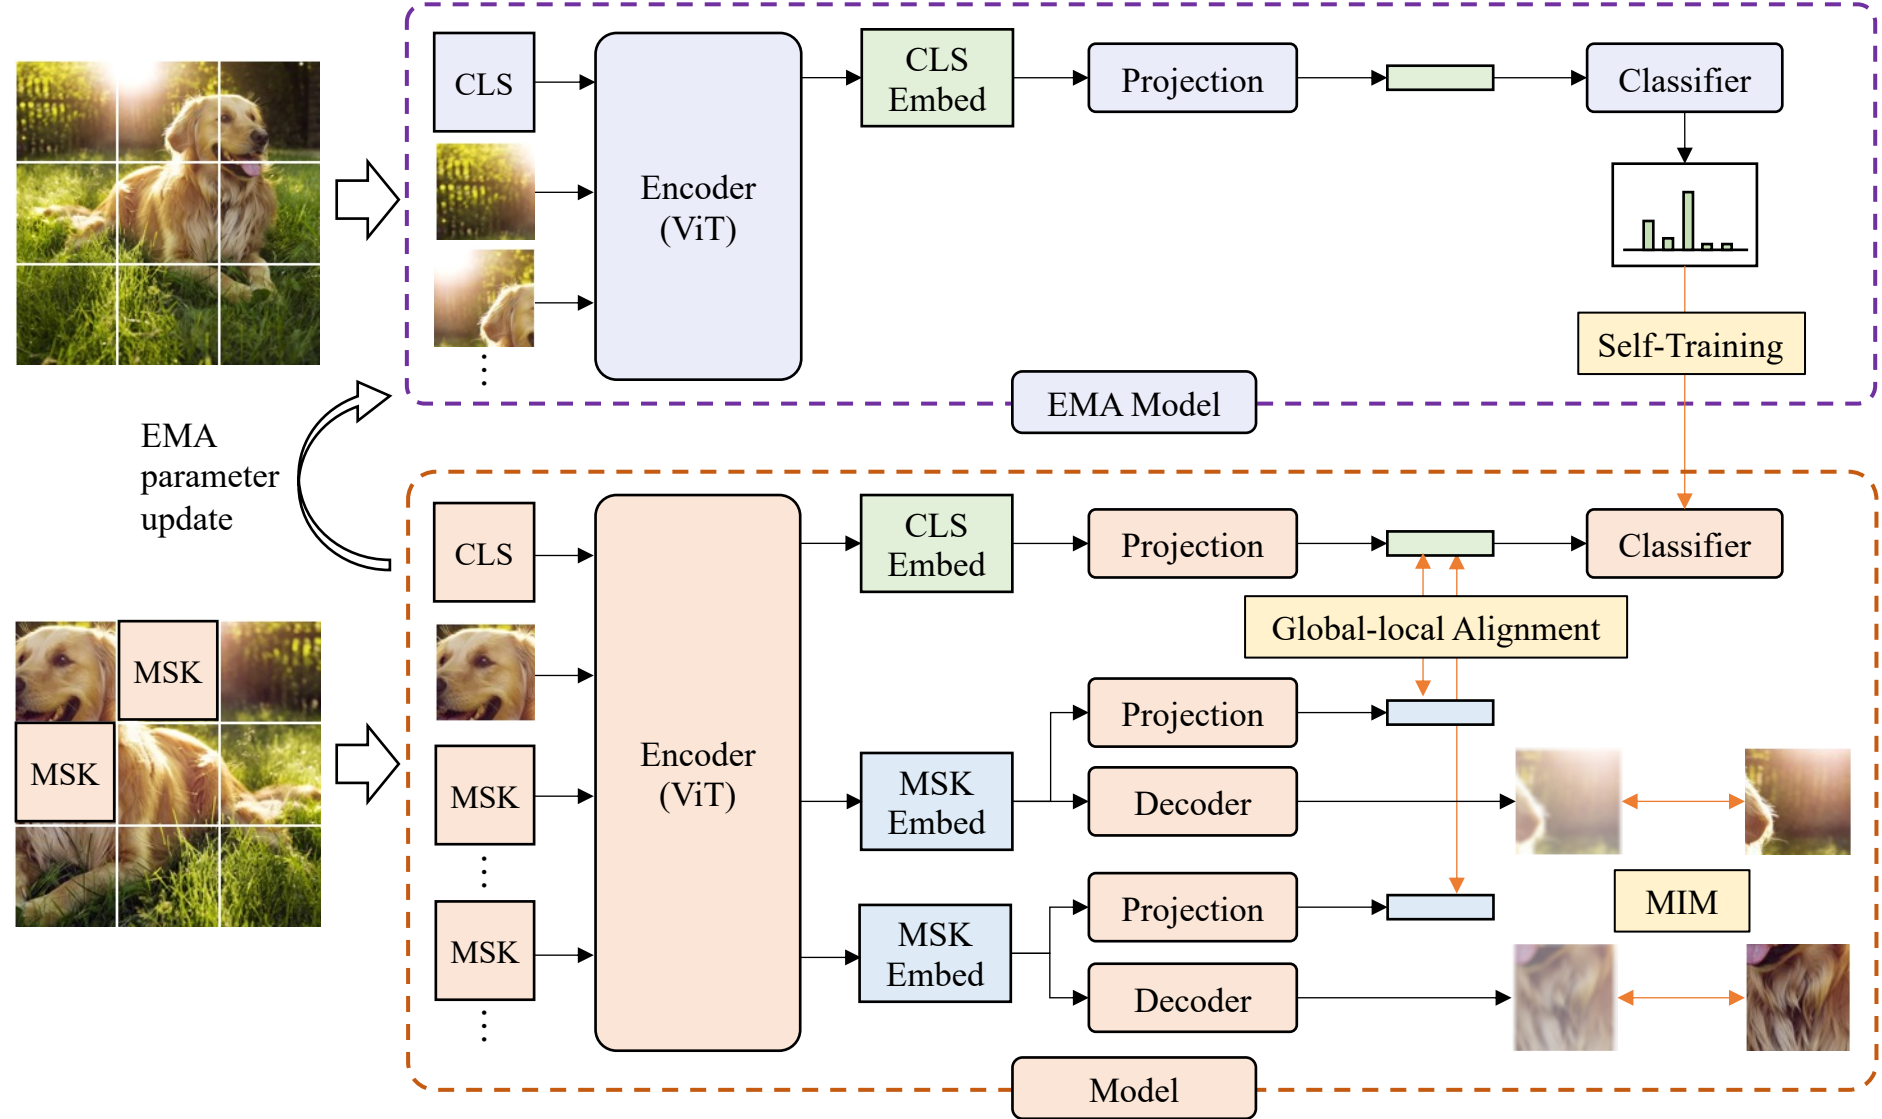 CLS
Encoder
(ViT)
CLS
Embed
Projection
Classifier
Self-Training
EMA Model
EMA
parameter
update
CLS
MSK
MSK
MSK
MSK
Encoder
(ViT)
CLS
Embed
Projection
Classifier
Global-local Alignment
MSK
Embed
Projection
Decoder
MSK
Embed
Projection
Decoder
MIM
Model